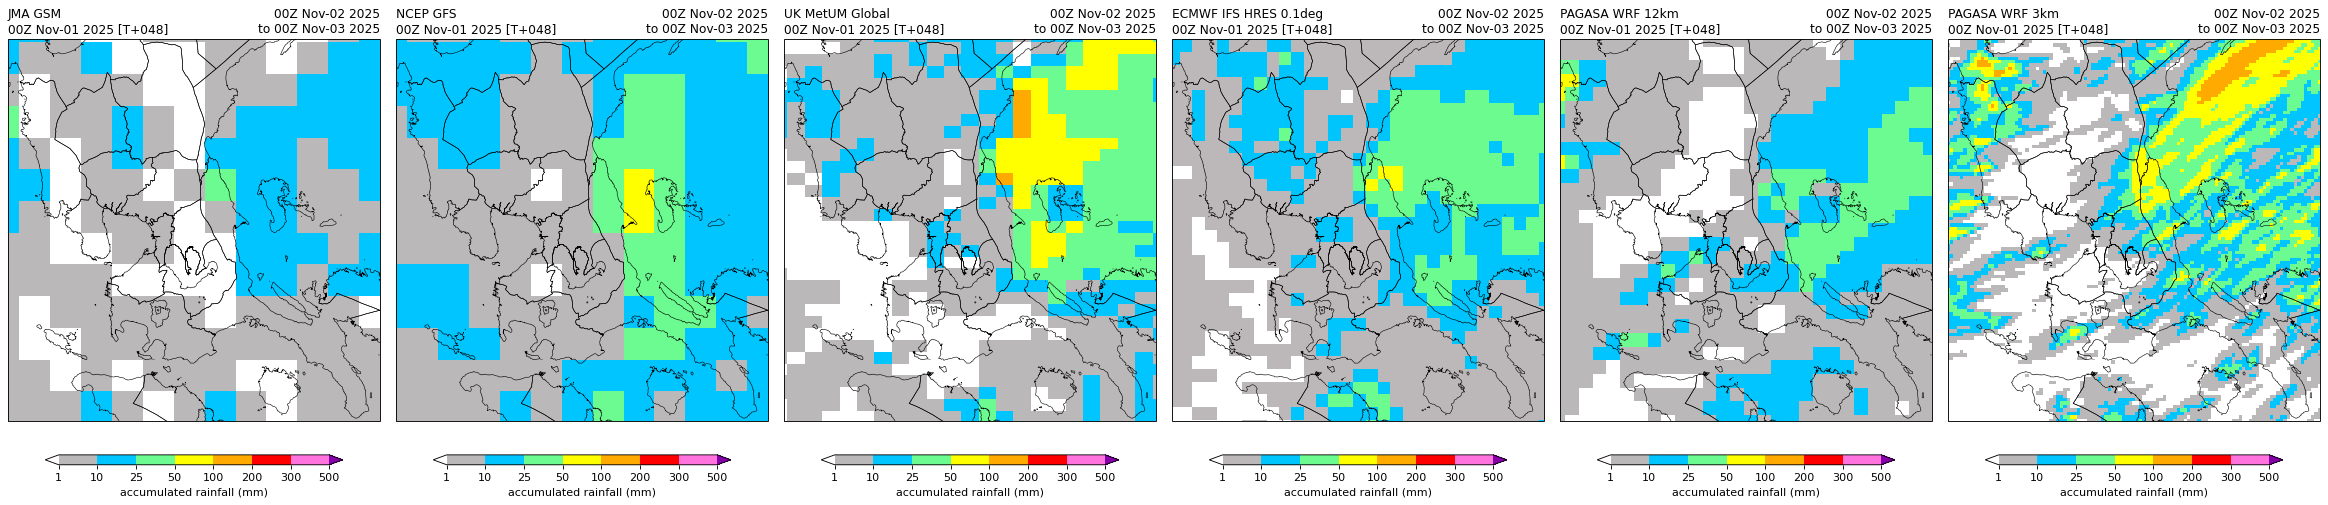 JMA GSM 00Z Nov-02 2025
00Z Nov-01 2025 [T+048] to 00Z Nov-03 2025
1 10 25 50 100 200 300 500
accumulated rainfall (mm)
NCEP GFS 00Z Nov-02 2025
00Z Nov-01 2025 [T+048] to 00Z Nov-03 2025
1 10 25 50 100 200 300 500
accumulated rainfall (mm)
UK MetUM Global 00Z Nov-02 2025
00Z Nov-01 2025 [T+048] to 00Z Nov-03 2025
1 10 25 50 100 200 300 500
accumulated rainfall (mm)
ECMWF IFS HRES 0.1deg 00Z Nov-02 2025
00Z Nov-01 2025 [T+048] to 00Z Nov-03 2025
1 10 25 50 100 200 300 500
accumulated rainfall (mm)
PAGASA WRF 12km 00Z Nov-02 2025
00Z Nov-01 2025 [T+048] to 00Z Nov-03 2025
1 10 25 50 100 200 300 500
accumulated rainfall (mm)
PAGASA WRF 3km 00Z Nov-02 2025
00Z Nov-01 2025 [T+048] to 00Z Nov-03 2025
1 10 25 50 100 200 300 500
accumulated rainfall (mm)